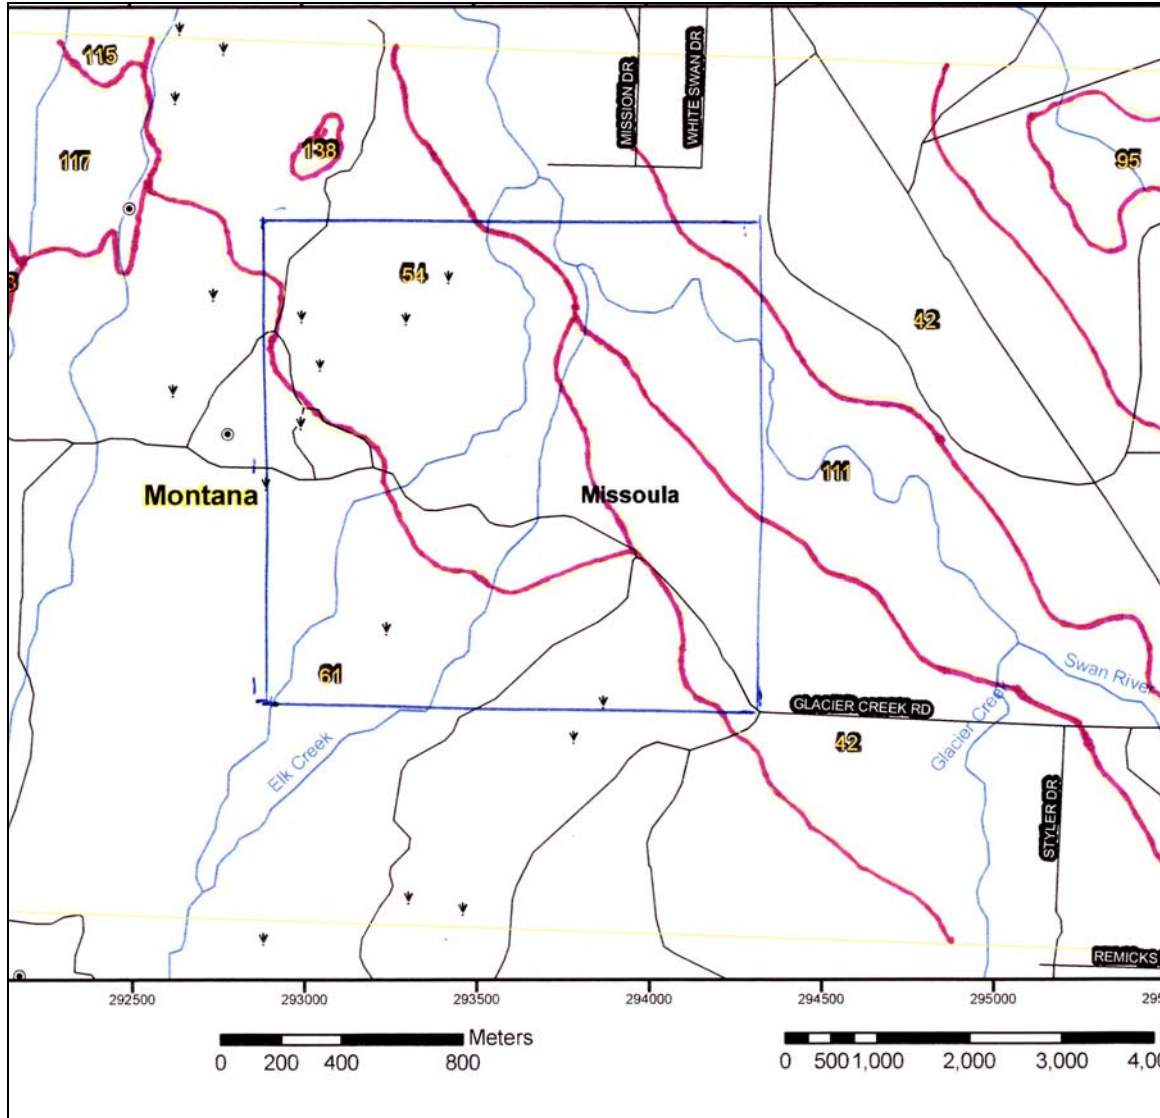 115
MISSION DR
WHITE SWAN DR
117
138
95
54
42
111
Montana
Missoula
61
GLACIER CREEK RD
Swan River
Glacier Creek
42
Elk Creek
STYLER DR
REMICKS
292500
293000
293500
294000
294500
295000
Meters
0 200 400 800
0 500 1,000 2,000 3,000